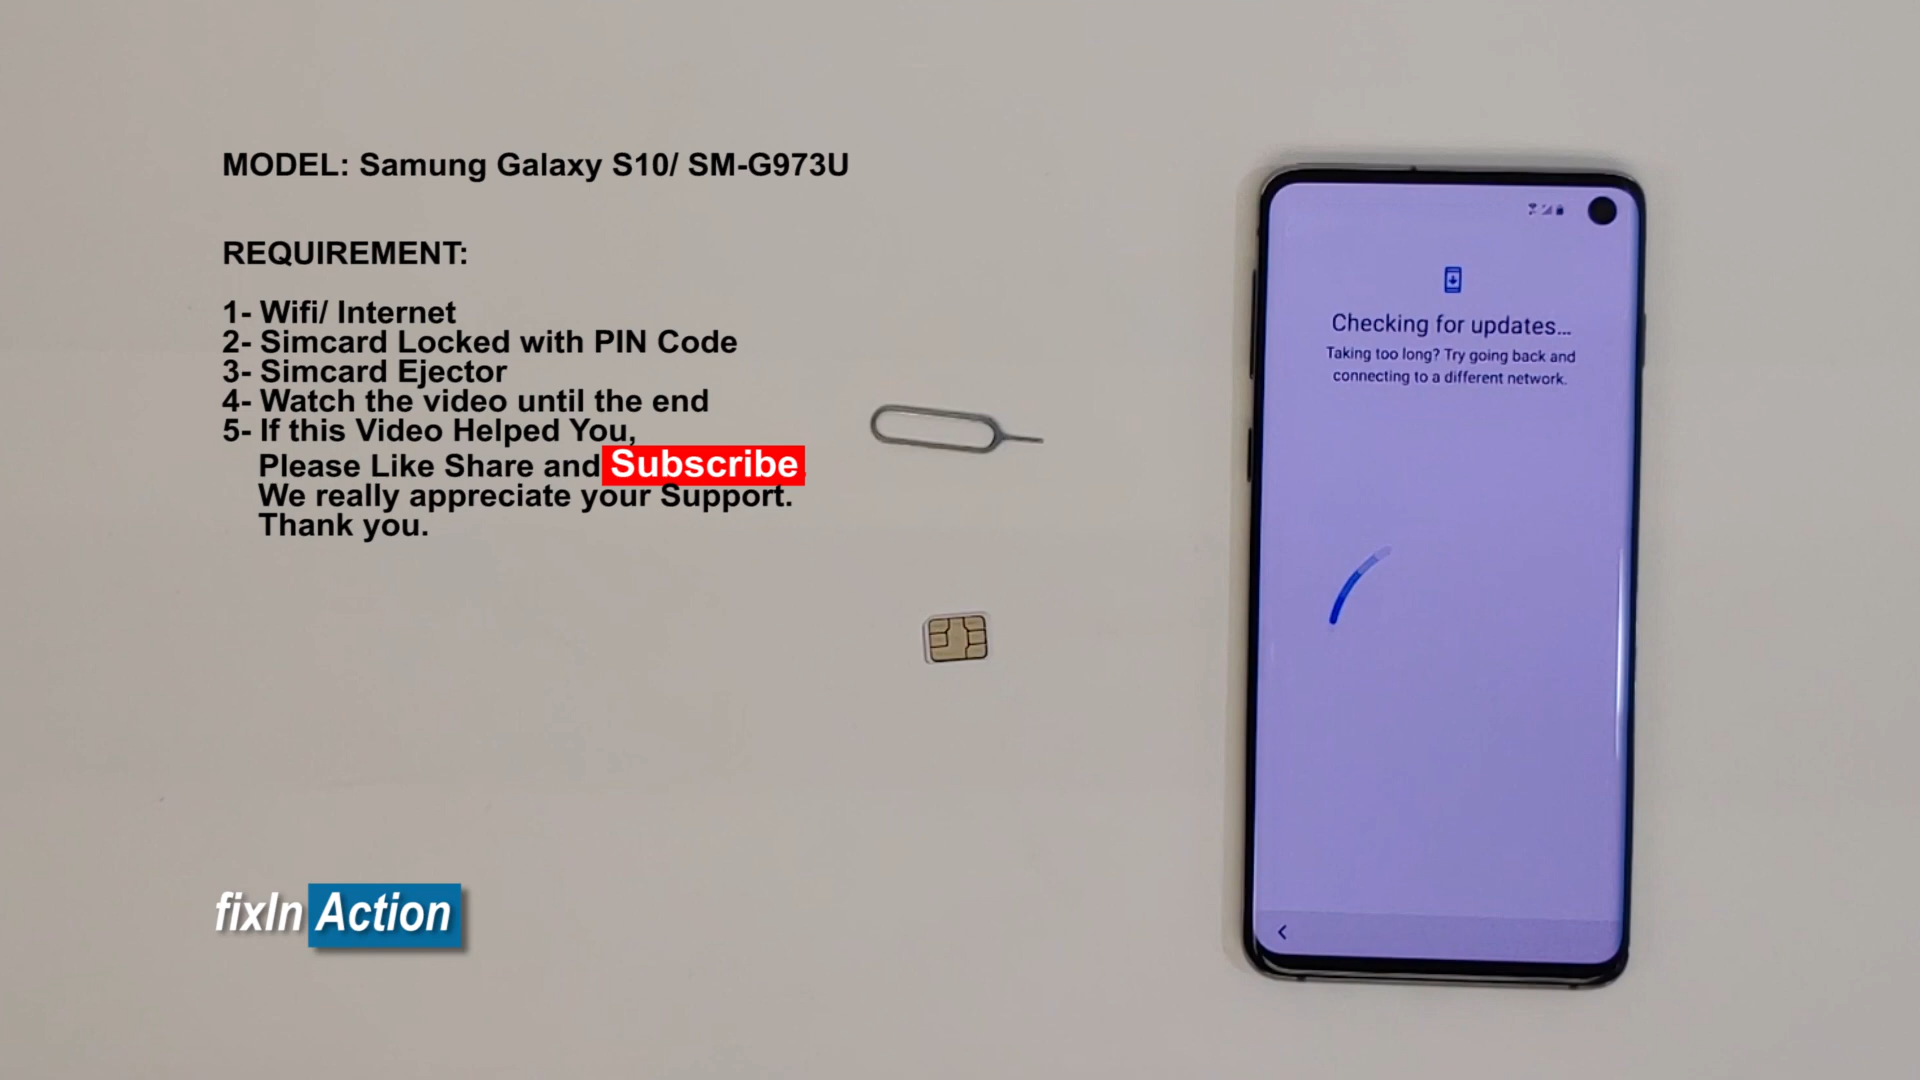 MODEL: Samung Galaxy S10/ SM-G973U
REQUIREMENT:
1- Wifi/ Internet
2- Simcard Locked with PIN Code
3- Simcard Ejector
4- Watch the video until the end
5- If this Video Helped You,
Please Like Share and Subscribe.
We really appreciate your Support.
Thank you.
Checking for updates...
Taking too long? Try going back and
connecting to a different network.
fixIn Action